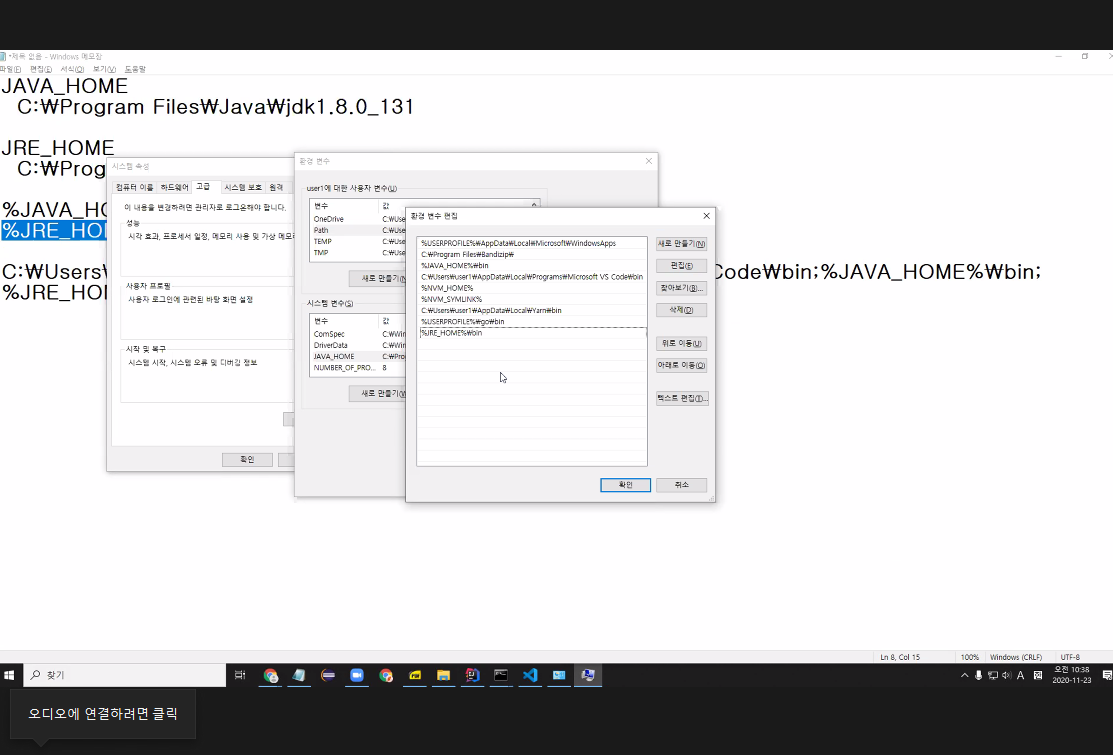 *제목 없음 - Windows 메모장
파일(F) 편집(E) 서식(O) 보기(V) 도움말
JAVA_HOME
C:₩Program Files₩Java₩jdk1.8.0_131
JRE_HOME
C:₩Prog
%JAVA_HO
%JRE_HO
C:₩Users₩
Code₩bin;%JAVA_HOME%₩bin;
%JRE_HO
시스템 속성
컴퓨터 이름 하드웨어 고급 시스템 보호 원격
이 내용을 변경하려면 관리자로 로그온해야 합니다.
성능
시각 효과, 프로세서 일정, 메모리 사용 및 가상 메모리
사용자 프로필
사용자 로그인에 관련된 바탕 화면 설정
시작 및 복구
시스템 시작, 시스템 오류 및 디버깅 정보
확인
환경 변수
user1에 대한 사용자 변수(U)
변수 값
OneDrive C:₩Use
Path C:₩Use
TEMP C:₩Use
TMP C:₩Use
새로 만들기(N
시스템 변수(S)
변수 값
ComSpec C:₩Win
DriverData C:₩Win
JAVA_HOME C:₩Pro
NUMBER_OF_PRO... 8
새로 만들기(W
환경 변수 편집
%USERPROFILE%₩AppData₩Local₩Microsoft₩WindowsApps
C:₩Program Files₩Bandizip₩
%JAVA_HOME%₩bin
C:₩Users₩user1₩AppData₩Local₩Programs₩Microsoft VS Code₩bin
%NVM_HOME%
%NVM_SYMLINK%
C:₩Users₩user1₩AppData₩Local₩Yarn₩bin
%USERPROFILE%₩go₩bin
%JRE_HOME%₩bin
새로 만들기(N)
편집(E)
찾아보기(B)...
삭제(D)
위로 이동(U)
아래로 이동(O)
텍스트 편집(T)...
확인 취소
Ln 8, Col 15 100% Windows (CRLF) UTF-8
찾기
A
오전 10:38
2020-11-23
오디오에 연결하려면 클릭